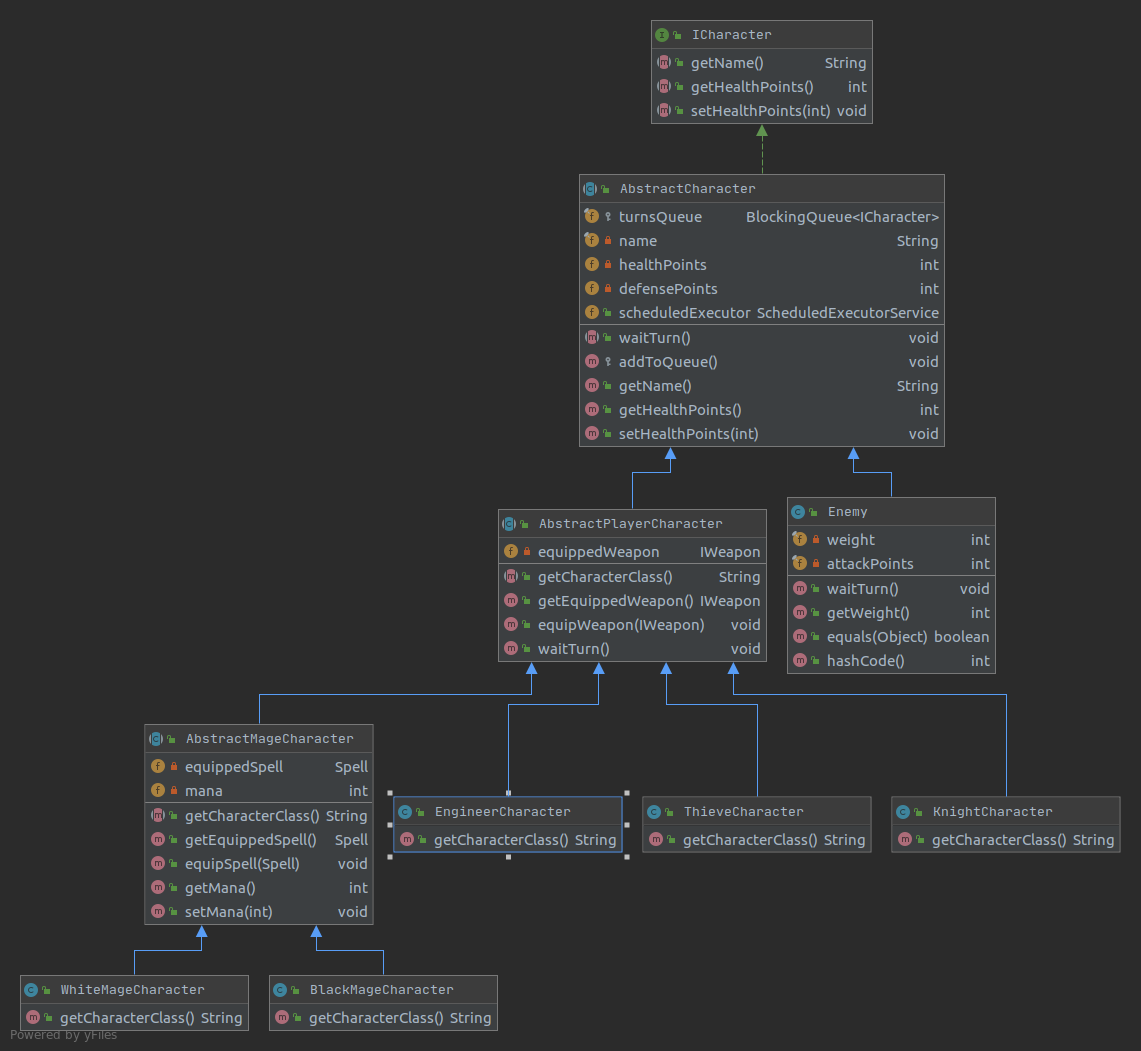 ICharacter
getName() String
getHealthPoints() int
setHealthPoints(int) void
AbstractCharacter
turnsQueue BlockingQueue<ICharacter>
name String
healthPoints int
defensePoints int
scheduledExecutor ScheduledExecutorService
waitTurn() void
addToQueue() void
getName() String
getHealthPoints() int
setHealthPoints(int) void
AbstractPlayerCharacter
equippedWeapon IWeapon
getCharacterClass() String
getEquippedWeapon() IWeapon
equipWeapon(IWeapon) void
waitTurn() void
Enemy
weight int
attackPoints int
waitTurn() void
getWeight() int
equals(Object) boolean
hashCode() int
AbstractMageCharacter
equippedSpell Spell
mana int
getCharacterClass() String
getEquippedSpell() Spell
equipSpell(Spell) void
getMana() int
setMana(int) void
EngineerCharacter
getCharacterClass() String
ThieveCharacter
getCharacterClass() String
KnightCharacter
getCharacterClass() String
WhiteMageCharacter
getCharacterClass() String
BlackMageCharacter
getCharacterClass() String
Powered by yFiles